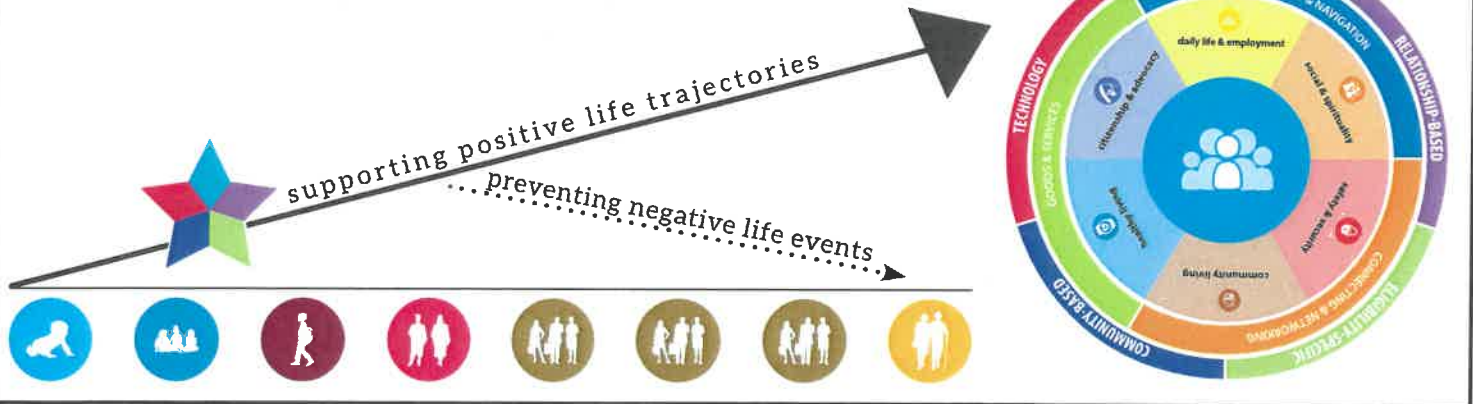 supporting positive life trajectories
preventing negative life events
TECHNOLOGY
GOODS & SERVICES
& NAVIGATION
RELATIONSHIP-BASED
daily life & employment
citizenship & advocacy
social & spirituality
healthy living
safety & security
community living
COMMUNITY-BASED
CONNECTING & NETWORKING
ELIGIBILITY-SPECIFIC